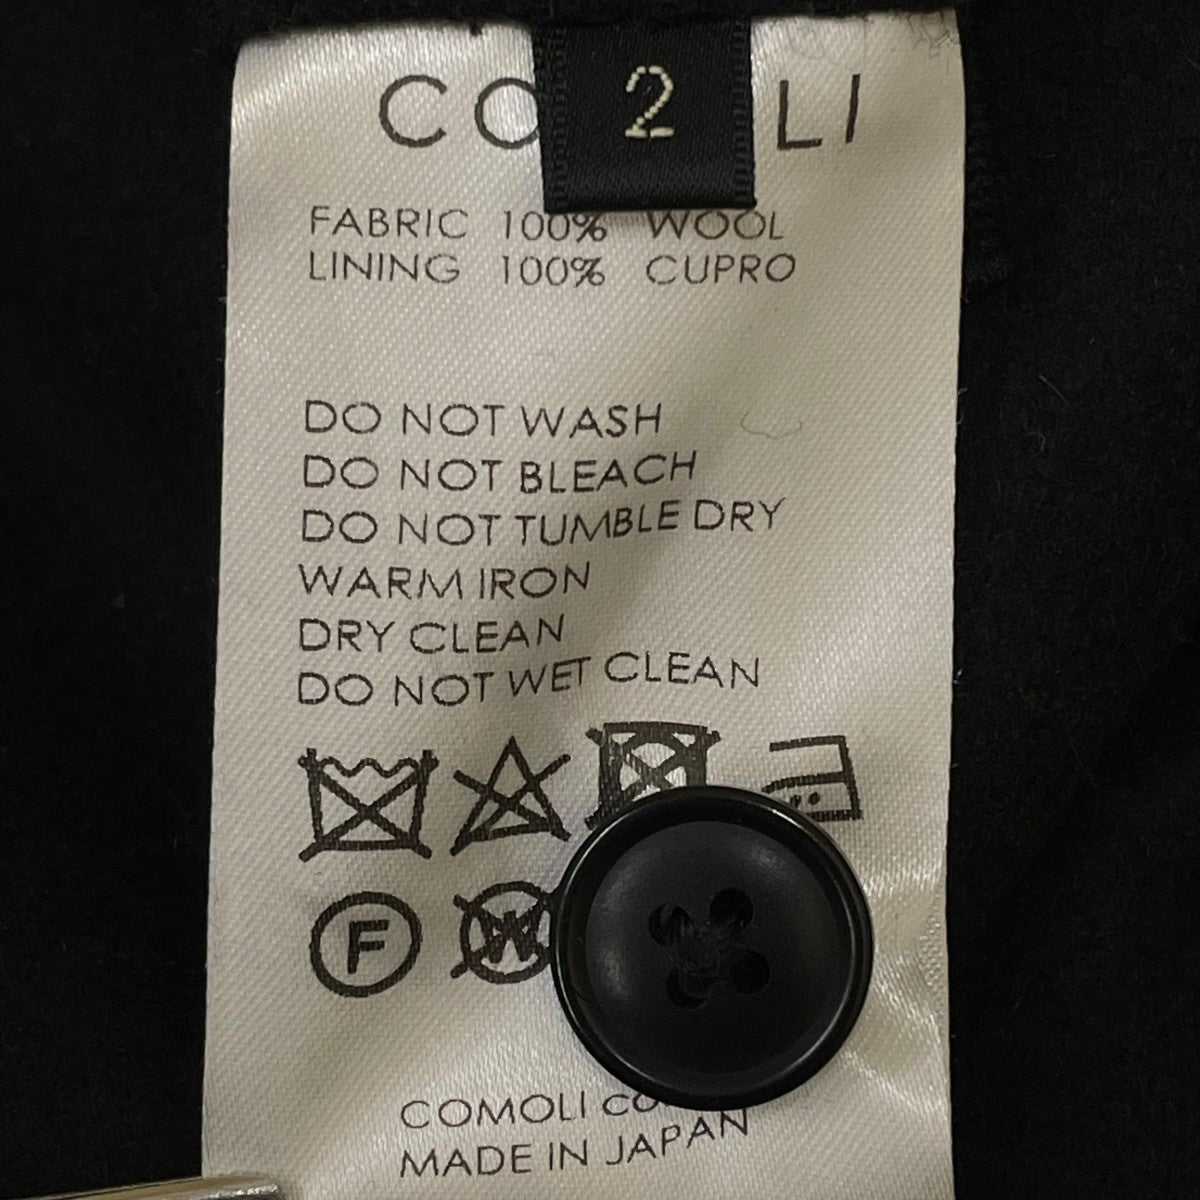 CO LI
2
FABRIC 100% WOOL
LINING 100% CUPRO
DO NOT WASH
DO NOT BLEACH
DO NOT TUMBLE DRY
WARM IRON
DRY CLEAN
DO NOT WET CLEAN
F W
COMOLI
MADE IN JAPAN